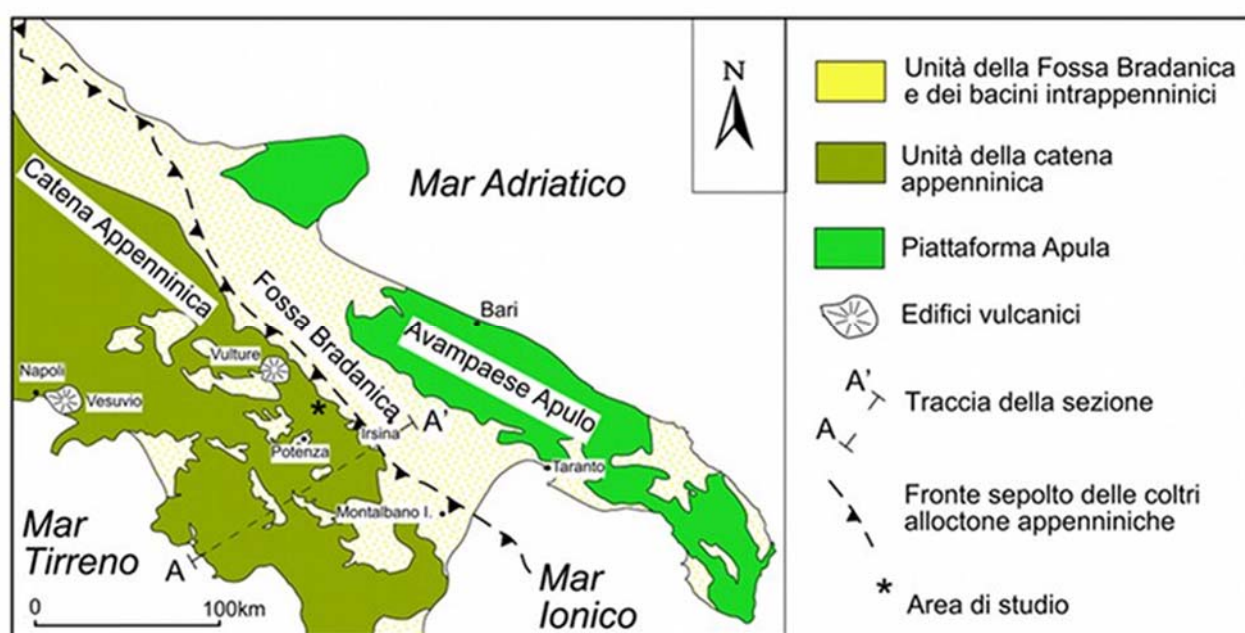 N
Mar Adriatico
Catena Appenninica
Fossa Bradanica
Bari
Avampaese Apulo
Vulture
Napoli
Vesuvio
Irsina
A'
Potenza
Taranto
Montalbano I.
Mar
Tirreno
A
Mar
Ionico
0 100km
Unità della Fossa Bradanica
e dei bacini intrappenninici
Unità della catena
appenninica
Piattaforma Apula
Edifici vulcanici
A'
Traccia della sezione
A
Fronte sepolto delle coltri
alloctone appenniniche
* Area di studio